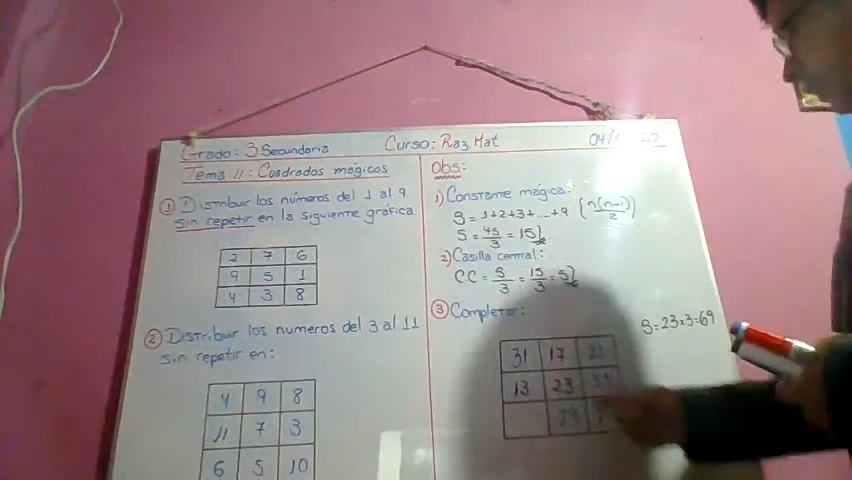 Grado: 3 Secundaria
Curso: Raz Mat
Tema 11: Cuadrados mágicos
① Distribuir los números del 1 al 9
sin repetir en la siguiente gráfica
2 7 6
9 5 1
4 3 8
② Distribuir los numeros del 3 al 11
sin repetir en:
4 9 8
11 7 3
6 5 10
Obs:
1) Constante mágica:
S = 1+2+3+...+9
S = 45/3 = 15
2) Casilla central:
C.C = S/3 = 15/3 = 5
③ Completar:
S = 23x3 = 69
31 17
13 23
29